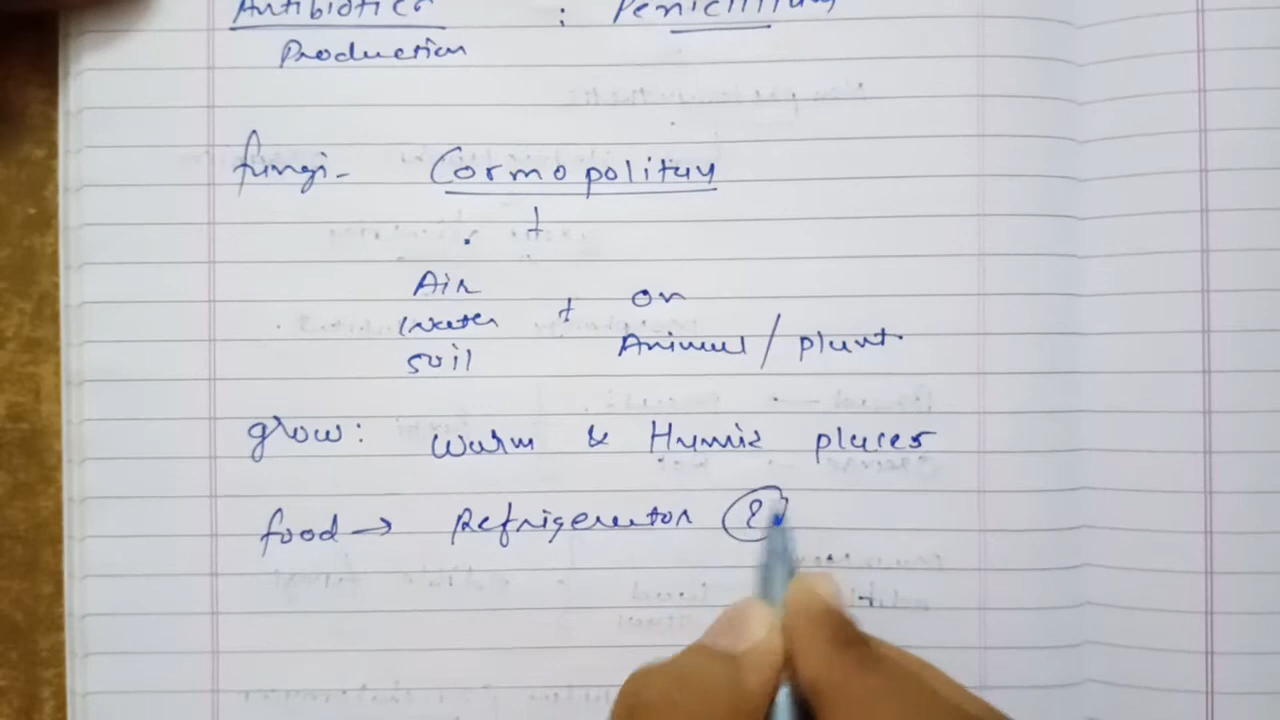 Antibiotics : Penicillium
Production
fungi- Cosmopolitan
+
Air
Water + on
Soil Animal / plant
grow: Warm & Humid places
food → Refrigerator ?